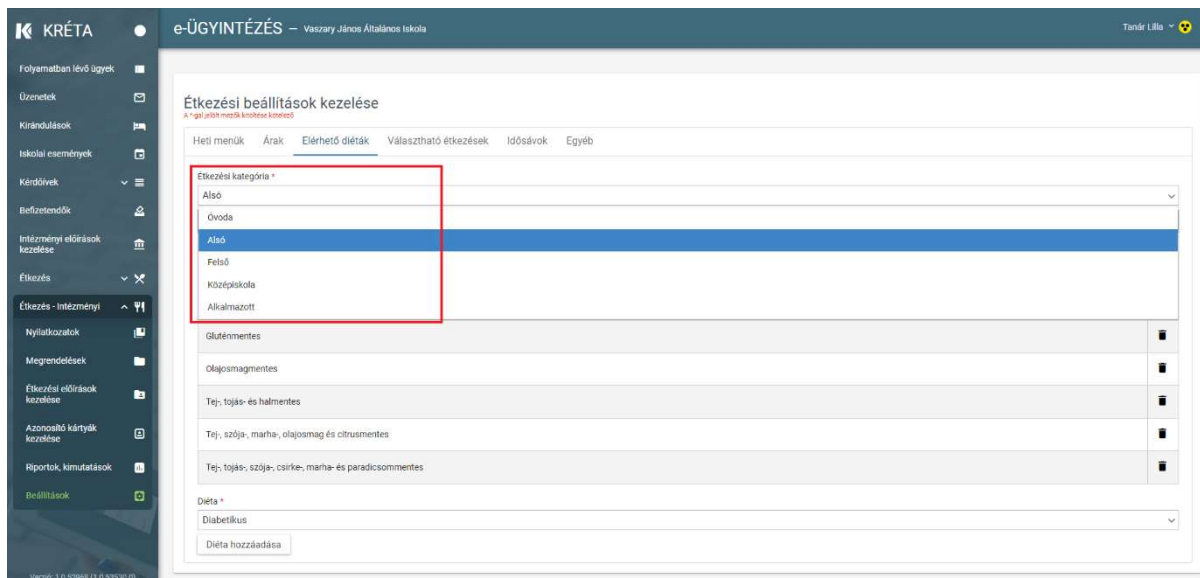 KRÉTA
e-ÜGYINTÉZÉS – Vaszary János Általános Iskola
Tanár Lilla
Folyamatban lévő ügyek
Üzenetek
Kirándulások
Iskolai események
Kérdőívek
Befizetendők
Intézményi előírások
kezelése
Étkezés
Étkezés - Intézményi
Nyilatkozatok
Megrendelések
Étkezési előírások
kezelése
Azonosító kártyák
kezelése
Riportok, kimutatások
Beállítások
Étkezési beállítások kezelése
A *-gal jelölt mezők kitöltése kötelező
Heti menük Árak Elérhető diéták Választható étkezések Idősávok Egyéb
Étkezési kategória *
Alsó
Óvoda
Alsó
Felső
Középiskola
Alkalmazott
Gluténmentes
Olajosmagmentes
Tej-, tojás- és halmentes
Tej-, szója-, marha-, olajosmag és citrusmentes
Tej-, tojás-, szója-, csirke-, marha- és paradicsommentes
Diéta *
Diabetikus
Diéta hozzáadása